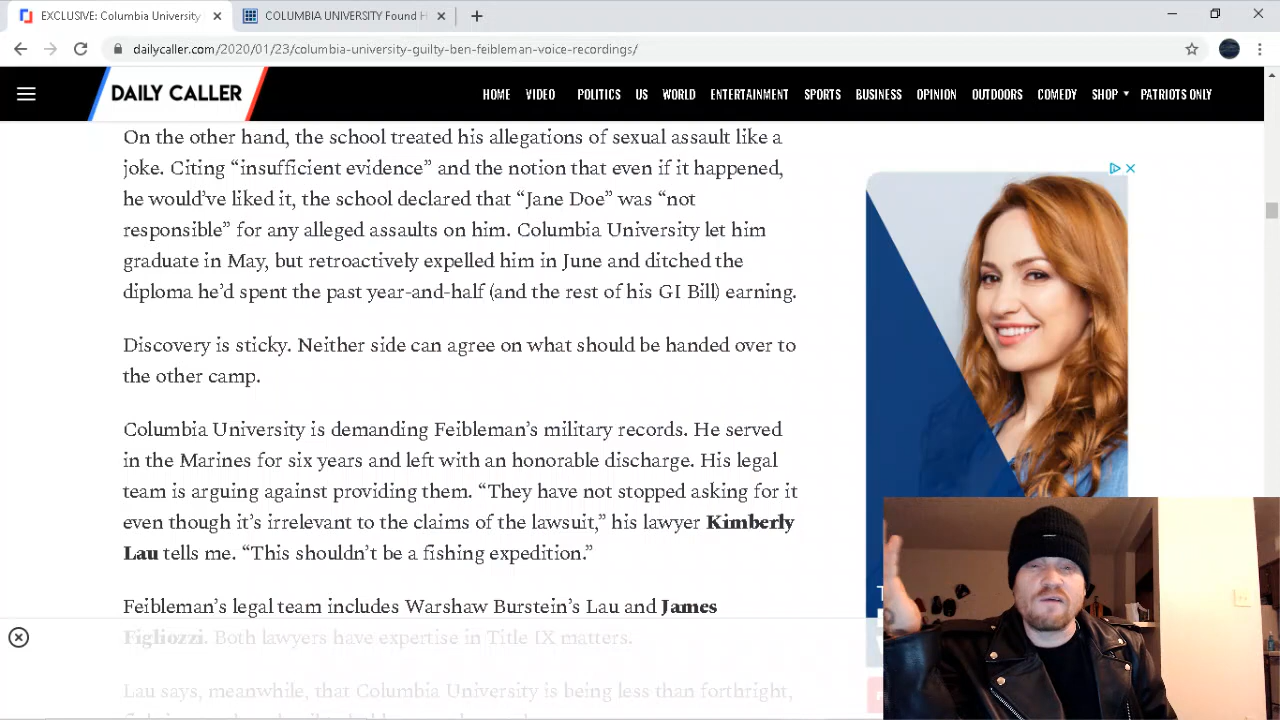 EXCLUSIVE: Columbia University
COLUMBIA UNIVERSITY Found H
dailycaller.com/2020/01/23/columbia-university-guilty-ben-feibleman-voice-recordings/
DAILY CALLER
HOME VIDEO POLITICS US WORLD ENTERTAINMENT SPORTS BUSINESS OPINION OUTDOORS COMEDY SHOP PATRIOTS ONLY
On the other hand, the school treated his allegations of sexual assault like a
joke. Citing “insufficient evidence” and the notion that even if it happened,
he would’ve liked it, the school declared that “Jane Doe” was “not
responsible” for any alleged assaults on him. Columbia University let him
graduate in May, but retroactively expelled him in June and ditched the
diploma he’d spent the past year-and-half (and the rest of his GI Bill) earning.
Discovery is sticky. Neither side can agree on what should be handed over to
the other camp.
Columbia University is demanding Feibleman’s military records. He served
in the Marines for six years and left with an honorable discharge. His legal
team is arguing against providing them. “They have not stopped asking for it
even though it’s irrelevant to the claims of the lawsuit,” his lawyer Kimberly
Lau tells me. “This shouldn’t be a fishing expedition.”
Feibleman’s legal team includes Warshaw Burstein’s Lau and James
Figliozzi. Both lawyers have expertise in Title IX matters.
Lau says, meanwhile, that Columbia University is being less than forthright,